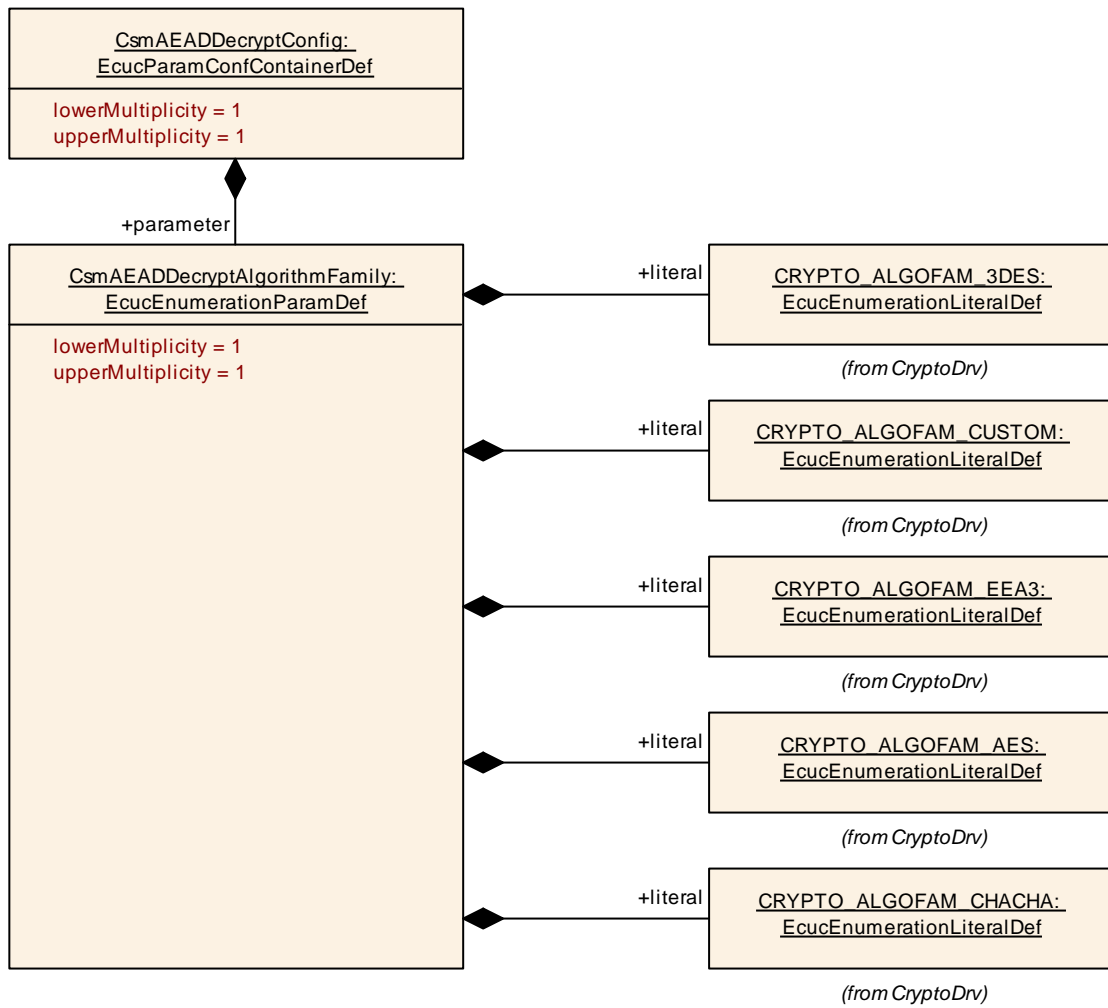 CsmAEADDecryptConfig:
EcucParamConfContainerDef
lowerMultiplicity = 1
upperMultiplicity = 1
+parameter
CsmAEADDecryptAlgorithmFamily:
EcucEnumerationParamDef
lowerMultiplicity = 1
upperMultiplicity = 1
+literal
CRYPTO_ALGOFAM_3DES:
EcucEnumerationLiteralDef
(from CryptoDrv)
+literal
CRYPTO_ALGOFAM_CUSTOM:
EcucEnumerationLiteralDef
(from CryptoDrv)
+literal
CRYPTO_ALGOFAM_EEA3:
EcucEnumerationLiteralDef
(from CryptoDrv)
+literal
CRYPTO_ALGOFAM_AES:
EcucEnumerationLiteralDef
(from CryptoDrv)
+literal
CRYPTO_ALGOFAM_CHACHA:
EcucEnumerationLiteralDef
(from CryptoDrv)